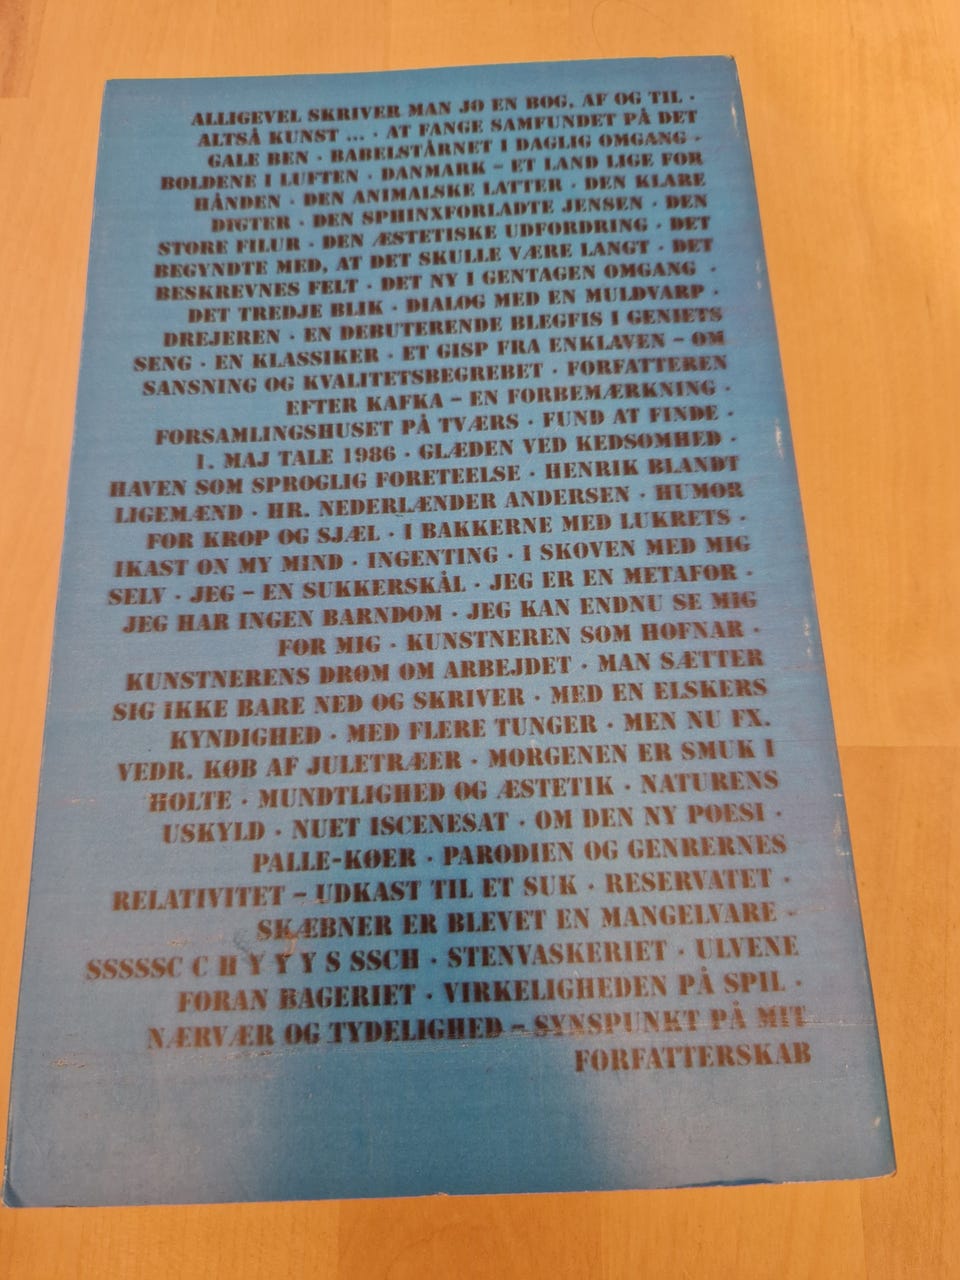 ALLIGEVEL SKRIVER MAN JO EN BOG, AF OG TIL ·
ALTSÅ KUNST ... · AT FANGE SAMFUNDET PÅ DET
GALE BEN · BABELSTÅRNET I DAGLIG OMGANG ·
BOLDENE I LUFTEN · DANMARK – ET LAND LIGE FOR
HÅNDEN · DEN ANIMALSKE LATTER · DEN KLARE
DIGTER · DEN SPHINXFORLADTE JENSEN · DEN
STORE FILUR · DEN ÆSTETISKE UDFORDRING · DET
BEGYNDTE MED, AT DET SKULLE VÆRE LANGT · DET
BESKREVNES FELT · DET NY I GENTAGEN OMGANG ·
DET TREDJE BLIK · DIALOG MED EN MULDVARP ·
DREJEREN · EN DEBUTERENDE BLEGFIS I GENIETS
SENG · EN KLASSIKER · ET GISP FRA ENKLAVEN – OM
SANSNING OG KVALITETSBEGREBET · FORFATTEREN
EFTER KAFKA – EN FORBEMÆRKNING ·
FORSAMLINGSHUSET PÅ TVÆRS · FUND AT FINDE ·
1. MAJ TALE 1986 · GLÆDEN VED KEDSOMHED ·
HAVEN SOM SPROGLIG FORETEELSE · HENRIK BLANDT
LIGEMÆND · HR. NEDERLÆNDER ANDERSEN · HUMOR
FOR KROP OG SJÆL · I BAKKERNE MED LUKRETS ·
IKAST ON MY MIND · INGENTING · I SKOVEN MED MIG
SELV · JEG – EN SUKKERSKÅL · JEG ER EN METAFOR ·
JEG HAR INGEN BARNDOM · JEG KAN ENDNU SE MIG
FOR MIG · KUNSTNEREN SOM HOFNAR ·
KUNSTNERENS DRØM OM ARBEJDET · MAN SÆTTER
SIG IKKE BARE NED OG SKRIVER · MED EN ELSKERS
KYNDIGHED · MED FLERE TUNGER · MEN NU FX.
VEDR. KØB AF JULETRÆER · MORGENEN ER SMUK I
HOLTE · MUNDTLIGHED OG ÆSTETIK · NATURENS
USKYLD · NUET ISCENESAT · OM DEN NY POESI ·
PALLE-KØER · PARODIEN OG GENRERNES
RELATIVITET – UDKAST TIL ET SUK · RESERVATET ·
SKÆBNER ER BLEVET EN MANGELVARE ·
SSSSSSC C H Y Y Y S SSCH · STENVASKERIET · ULVENE
FORAN BAGERIET · VIRKELIGHEDEN PÅ SPIL ·
NÆRVÆR OG TYDELIGHED – SYNSPUNKT PÅ MIT
FORFATTERSKAB